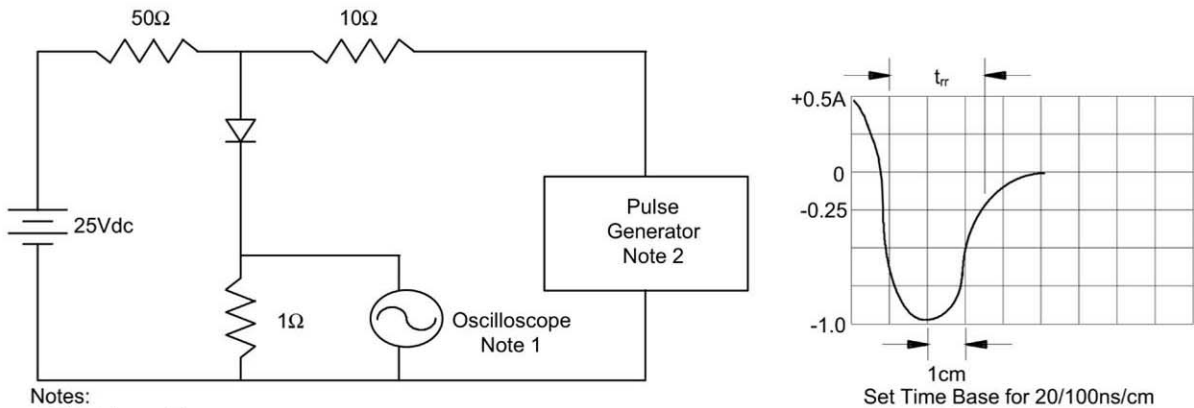 50Ω
10Ω
25Vdc
1Ω
Oscilloscope
Note 1
Pulse
Generator
Note 2
Notes:
trr
+0.5A
0
-0.25
-1.0
1cm
Set Time Base for 20/100ns/cm